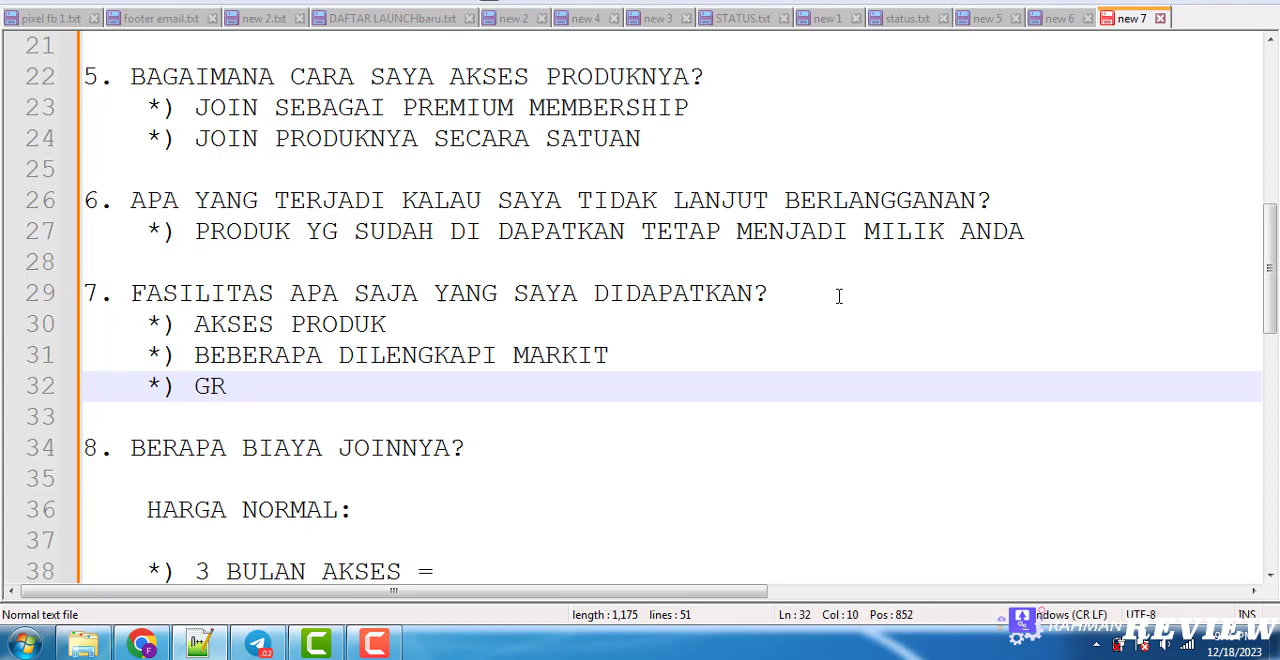 pixel fb 1.txt footer email.txt new 2.txt DAFTAR LAUNCHbaru.txt new 2 new 4 new 3 STATUS.txt new 1 status.txt new 5 new 6 new 7
21
22 5. BAGAIMANA CARA SAYA AKSES PRODUKNYA?
23 *) JOIN SEBAGAI PREMIUM MEMBERSHIP
24 *) JOIN PRODUKNYA SECARA SATUAN
25
26 6. APA YANG TERJADI KALAU SAYA TIDAK LANJUT BERLANGGANAN?
27 *) PRODUK YG SUDAH DI DAPATKAN TETAP MENJADI MILIK ANDA
28
29 7. FASILITAS APA SAJA YANG SAYA DIDAPATKAN?
30 *) AKSES PRODUK
31 *) BEBERAPA DILENGKAPI MARKIT
32 *) GR
33
34 8. BERAPA BIAYA JOINNYA?
35
36 HARGA NORMAL:
37
38 *) 3 BULAN AKSES =
Normal text file length : 1,175 lines : 51 Ln : 32 Col : 10 Pos : 852 ndows (CR LF) UTF-8 INS
RAHMAN REVIEW
12/18/2023